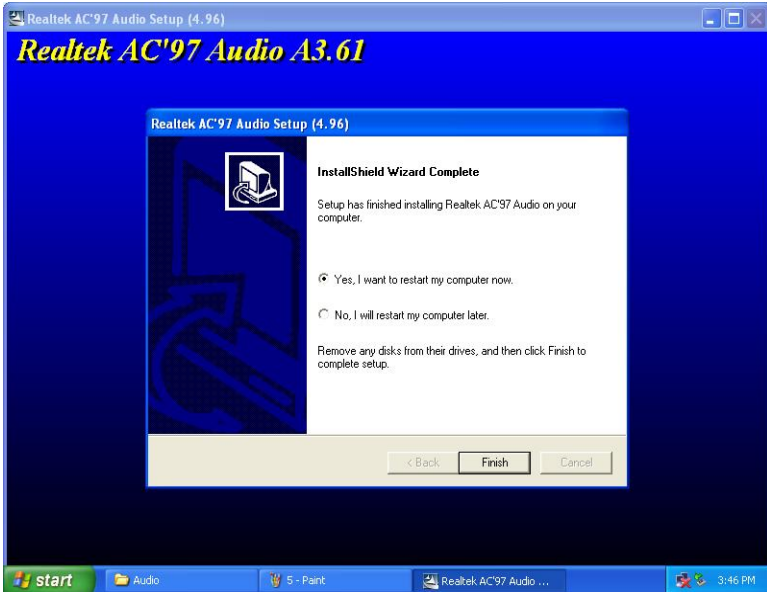 Realtek AC'97 Audio Setup (4.96)
Realtek AC'97 Audio A3.61
Realtek AC'97 Audio Setup (4.96)
InstallShield Wizard Complete
Setup has finished installing Realtek AC'97 Audio on your
computer.
Yes, I want to restart my computer now.
No, I will restart my computer later.
Remove any disks from their drives, and then click Finish to
complete setup.
< Back Finish Cancel
start Audio 5 - Paint Realtek AC'97 Audio ... 3:46 PM